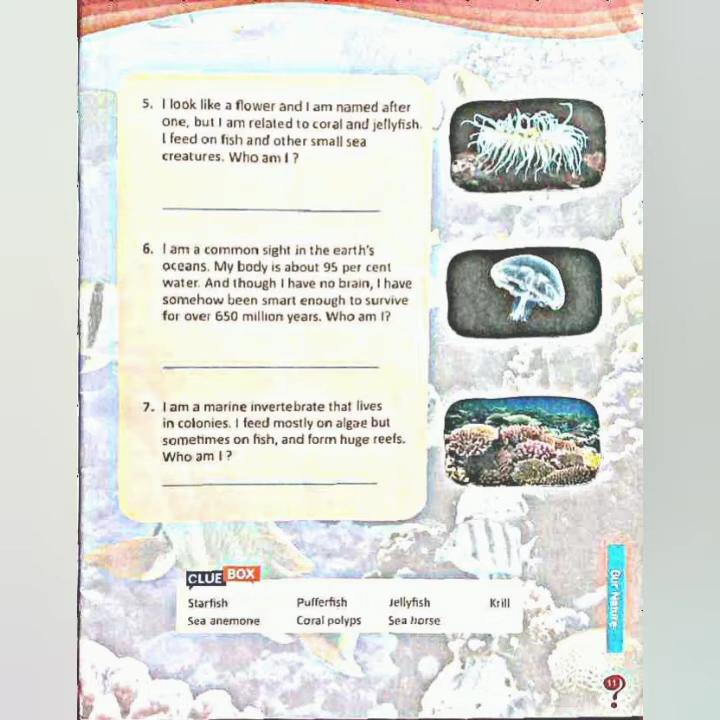 5. I look like a flower and I am named after
one, but I am related to coral and jellyfish.
I feed on fish and other small sea
creatures. Who am I ?
6. I am a common sight in the earth's
oceans. My body is about 95 per cent
water. And though I have no brain, I have
somehow been smart enough to survive
for over 650 million years. Who am I?
7. I am a marine invertebrate that lives
in colonies. I feed mostly on algae but
sometimes on fish, and form huge reefs.
Who am I ?
CLUE BOX
Starfish Pufferfish Jellyfish Krill
Sea anemone Coral polyps Sea horse
Our Nature
11